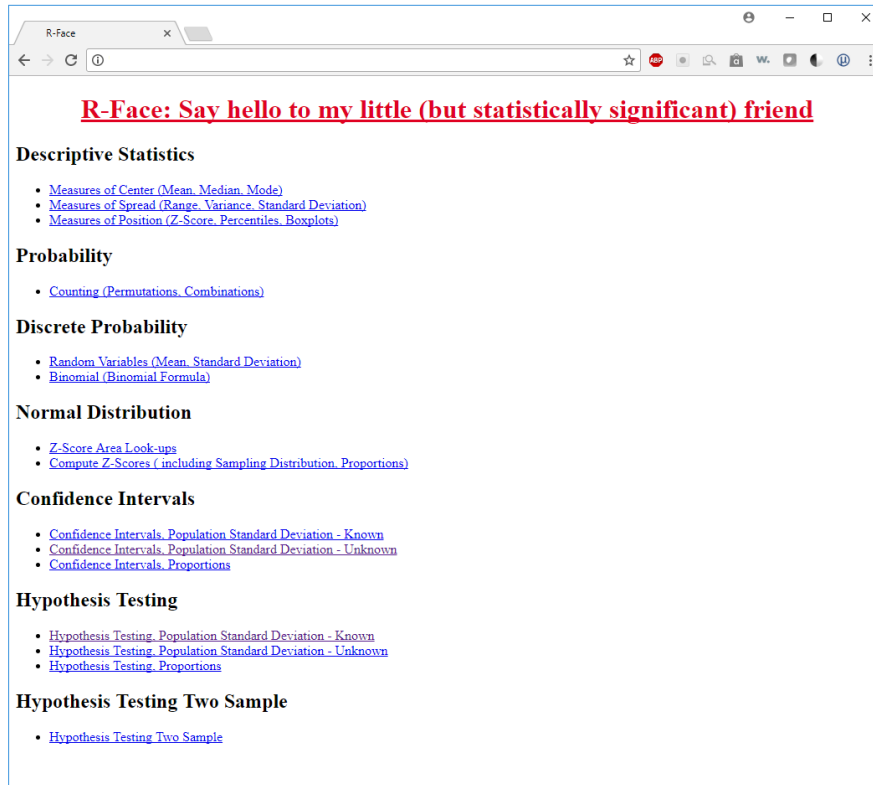 R-Face
R-Face: Say hello to my little (but statistically significant) friend
Descriptive Statistics
Measures of Center (Mean, Median, Mode)
Measures of Spread (Range, Variance, Standard Deviation)
Measures of Position (Z-Score, Percentiles, Boxplots)
Probability
Counting (Permutations, Combinations)
Discrete Probability
Random Variables (Mean, Standard Deviation)
Binomial (Binomial Formula)
Normal Distribution
Z-Score Area Look-ups
Compute Z-Scores ( including Sampling Distribution, Proportions)
Confidence Intervals
Confidence Intervals, Population Standard Deviation - Known
Confidence Intervals, Population Standard Deviation - Unknown
Confidence Intervals, Proportions
Hypothesis Testing
Hypothesis Testing, Population Standard Deviation - Known
Hypothesis Testing, Population Standard Deviation - Unknown
Hypothesis Testing, Proportions
Hypothesis Testing Two Sample
Hypothesis Testing Two Sample